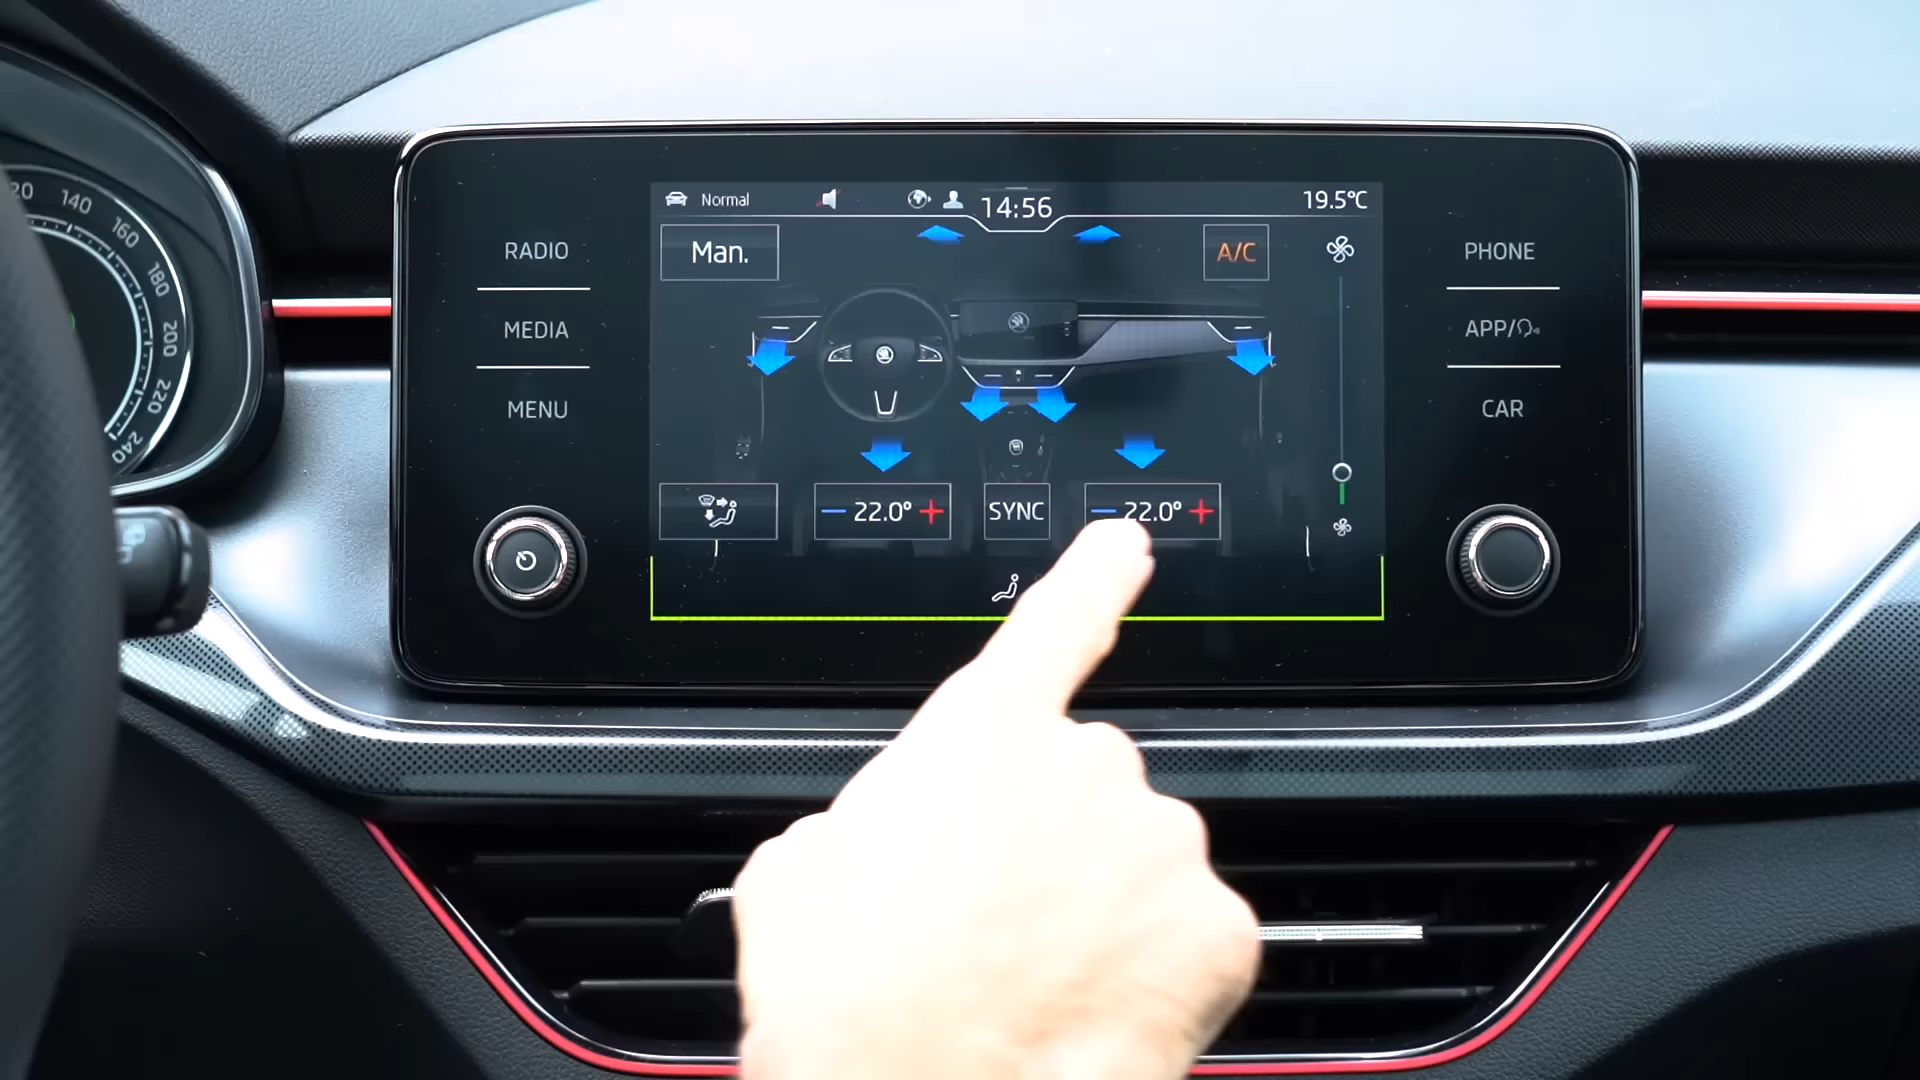 20
140
160
180
200
220
240
RADIO
MEDIA
MENU
Normal
14:56
19.5°C
Man.
A/C
22.0°
SYNC
22.0°
PHONE
APP/
CAR